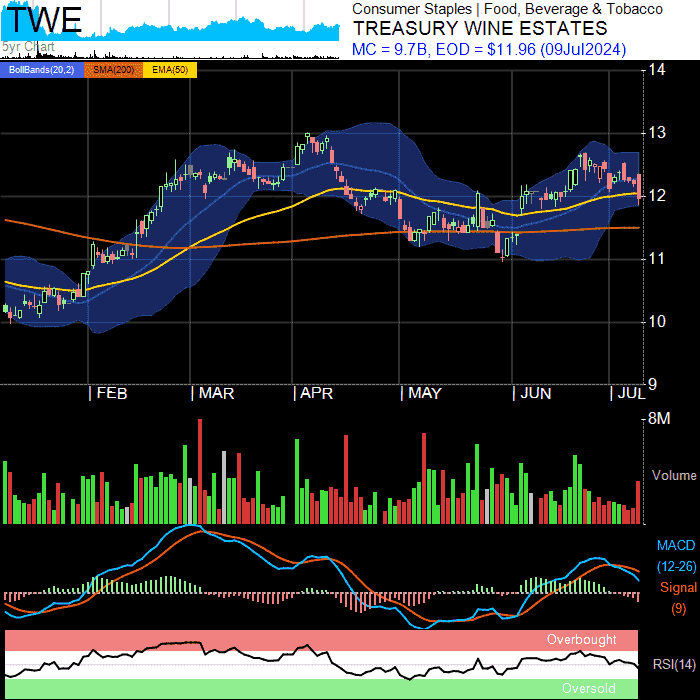 TWE
5yr Chart
Consumer Staples | Food, Beverage & Tobacco
TREASURY WINE ESTATES
MC = 9.7B, EOD = $11.96 (09Jul2024)
BollBands(20,2) SMA(200) EMA(50)
14
13
12
11
10
9
| FEB | MAR | APR | MAY | JUN | JUL
8M
Volume
MACD
(12-26)
Signal
(9)
Overbought
RSI(14)
Oversold